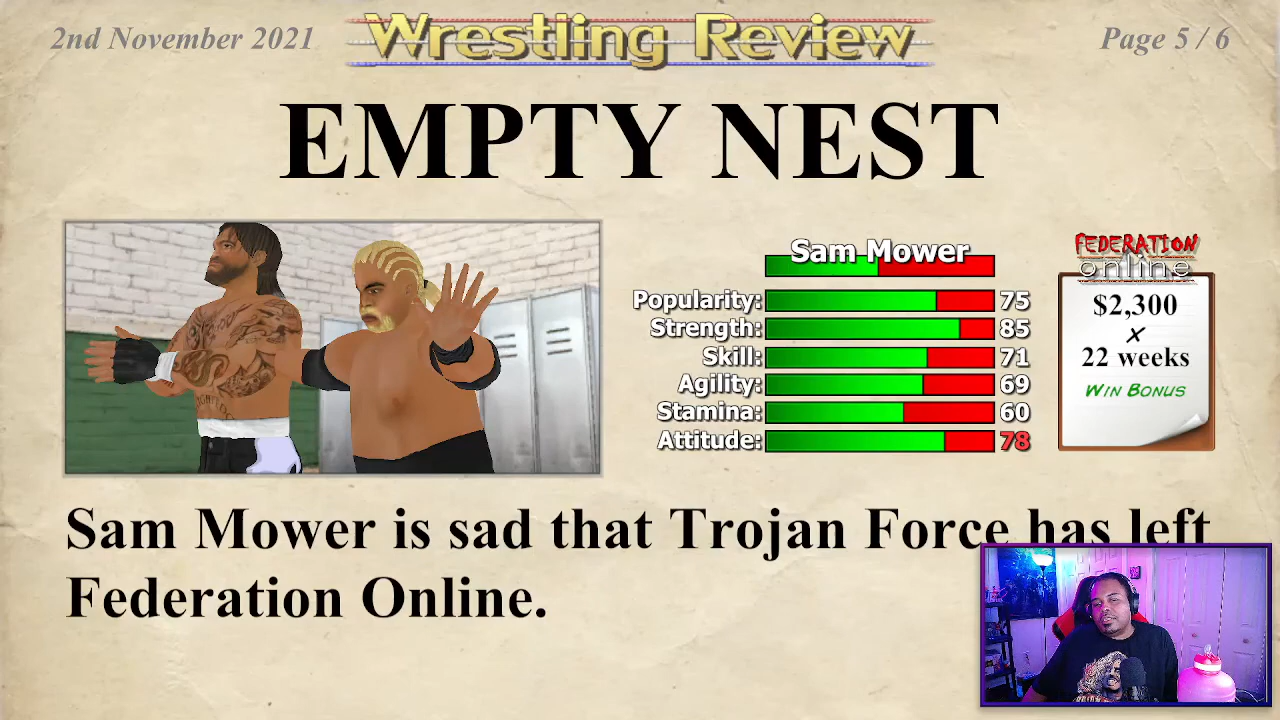 2nd November 2021
Wrestling Review
Page 5 / 6
EMPTY NEST
Sam Mower
Popularity: 75
Strength: 85
Skill: 71
Agility: 69
Stamina: 60
Attitude: 78
FEDERATION
online
$2,300
x
22 weeks
WIN BONUS
Sam Mower is sad that Trojan Force has left
Federation Online.